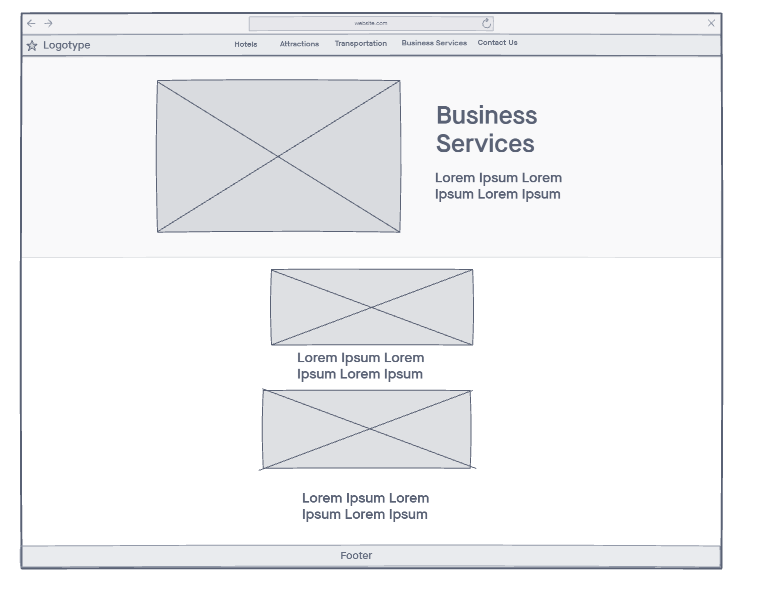 website.com
Logotype
Hotels Attractions Transportation Business Services Contact Us
Business
Services
Lorem Ipsum Lorem
Ipsum Lorem Ipsum
Lorem Ipsum Lorem
Ipsum Lorem Ipsum
Lorem Ipsum Lorem
Ipsum Lorem Ipsum
Footer